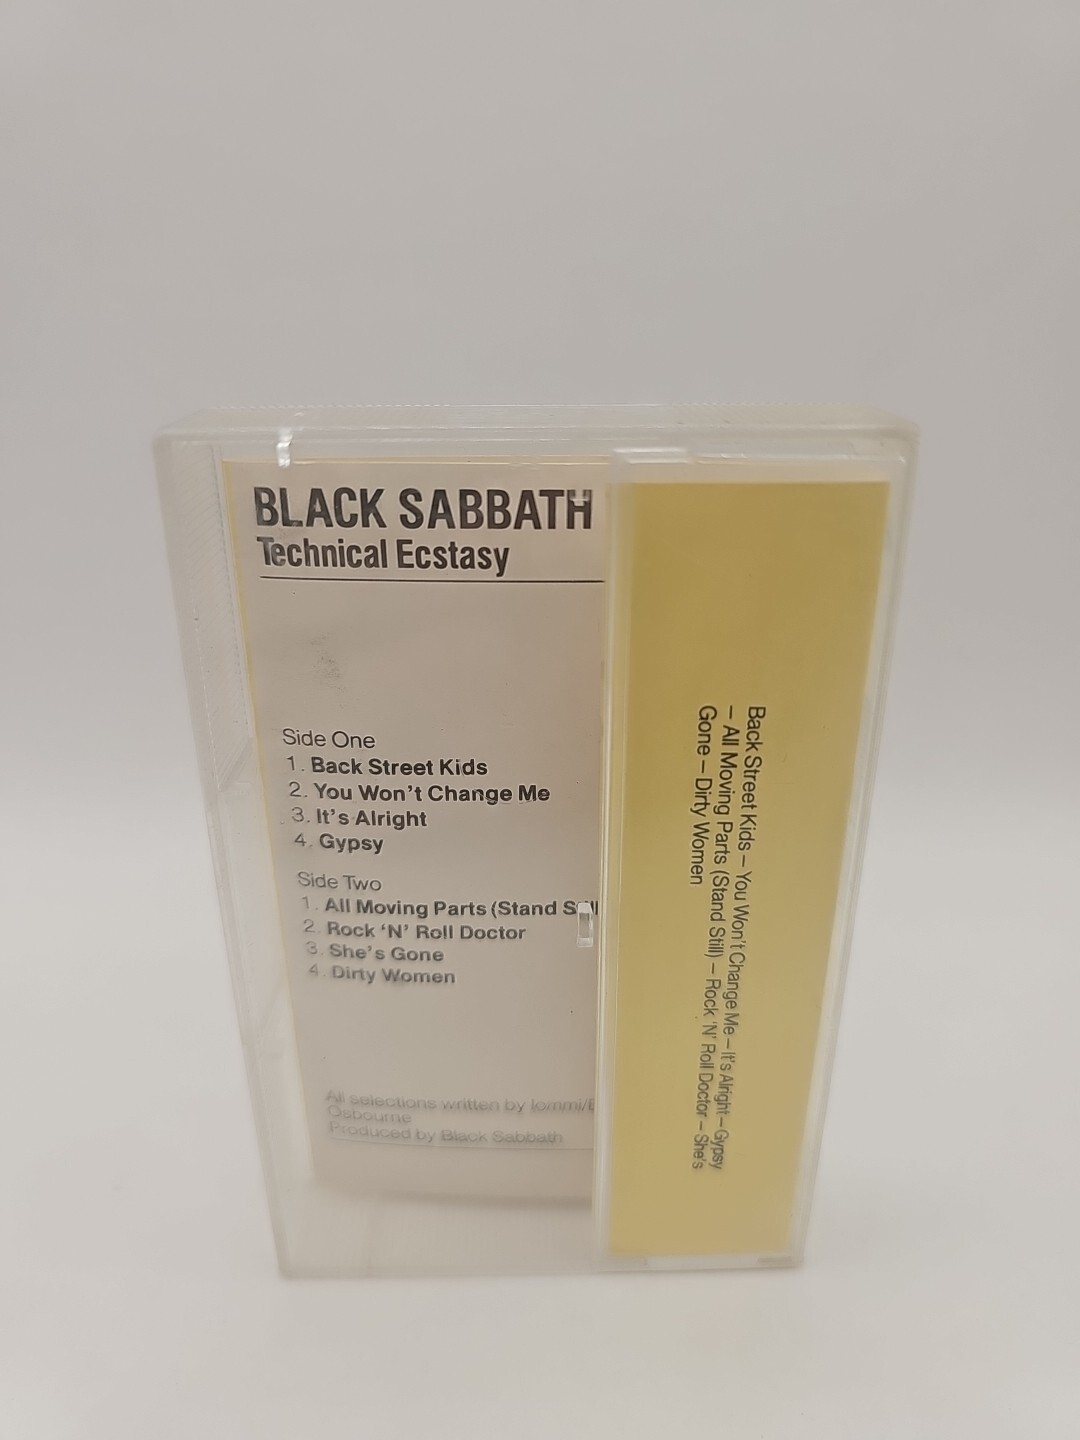 BLACK SABBATH
Technical Ecstasy
Side One
1. Back Street Kids
2. You Won't Change Me
3. It's Alright
4. Gypsy
Side Two
1. All Moving Parts (Stand Still
2. Rock 'N' Roll Doctor
3. She's Gone
4. Dirty Women
All selections written by Iommi/
Osbourne
Produced by Black Sabbath
Back Street Kids – You Won't Change Me – It's Alright – Gypsy
– All Moving Parts (Stand Still) – Rock 'N' Roll Doctor – She's
Gone – Dirty Women